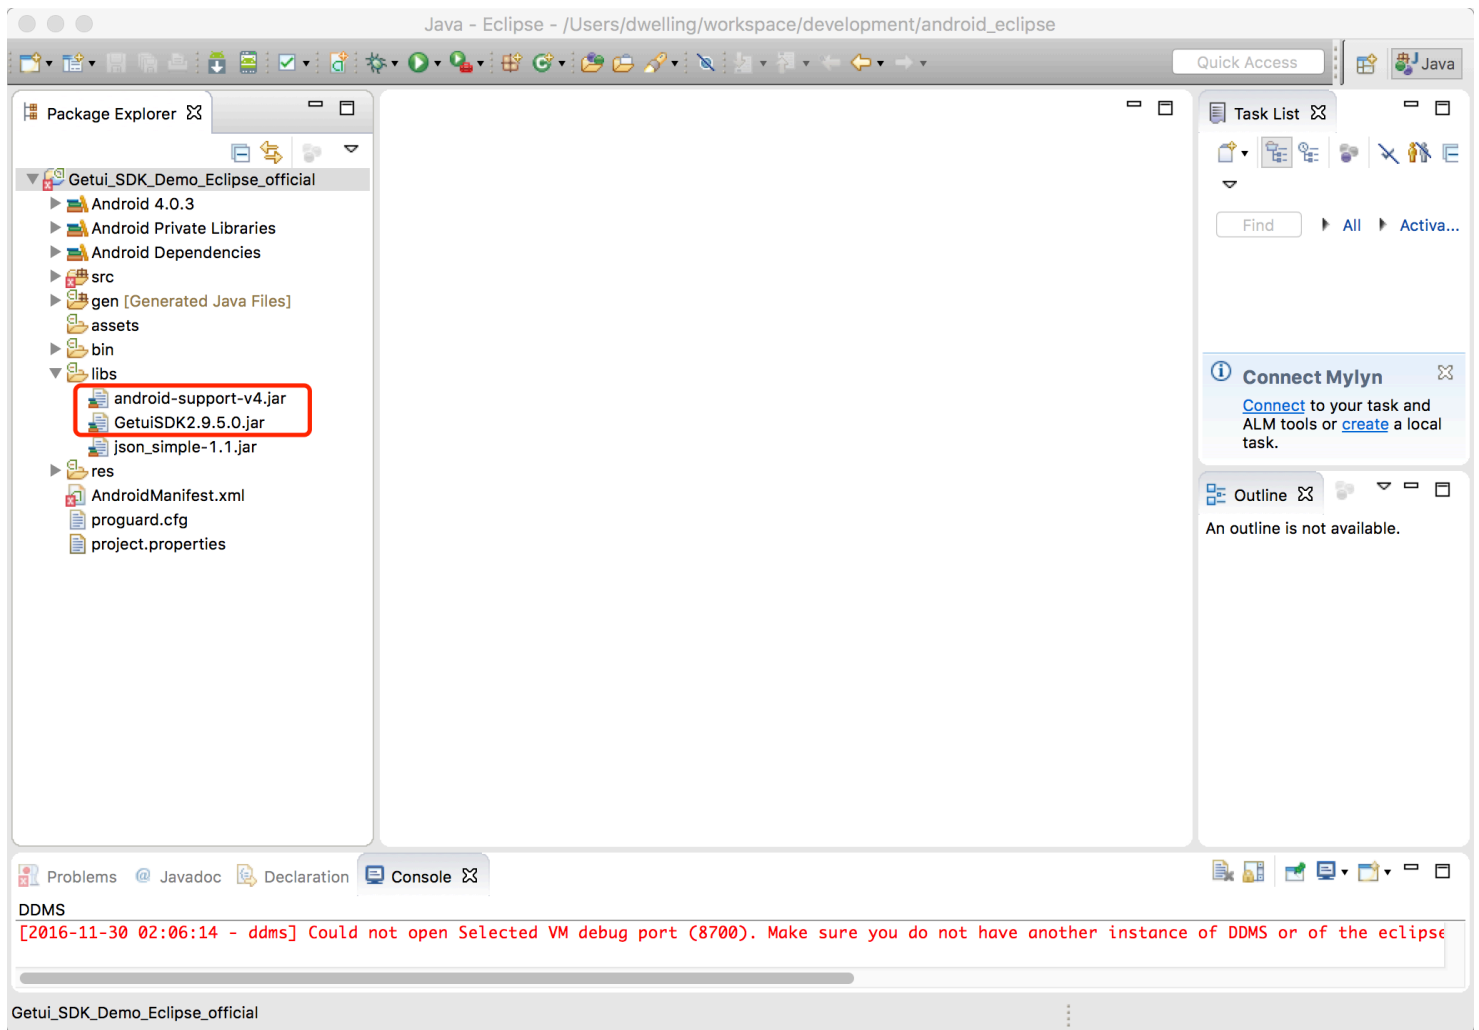 Java - Eclipse - /Users/dwelling/workspace/development/android_eclipse
Quick Access
Java
Package Explorer
Getui_SDK_Demo_Eclipse_official
Android 4.0.3
Android Private Libraries
Android Dependencies
src
gen [Generated Java Files]
assets
bin
libs
android-support-v4.jar
GetuiSDK2.9.5.0.jar
json_simple-1.1.jar
res
AndroidManifest.xml
proguard.cfg
project.properties
Task List
Find
All
Activa...
Connect Mylyn
Connect to your task and
ALM tools or create a local
task.
Outline
An outline is not available.
Problems
@ Javadoc
Declaration
Console
DDMS
[2016-11-30 02:06:14 - ddms] Could not open Selected VM debug port (8700). Make sure you do not have another instance of DDMS or of the eclipse
Getui_SDK_Demo_Eclipse_official